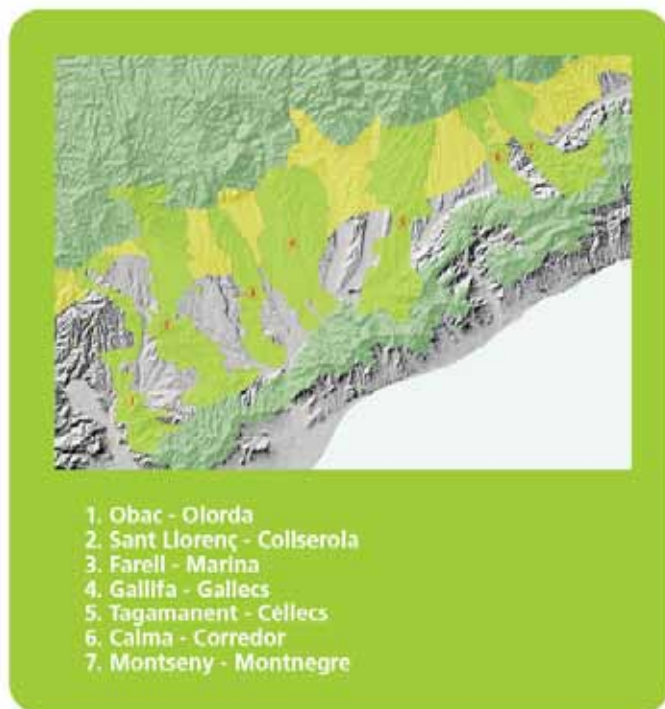 1. Obac - Olorda
2. Sant Llorenç - Collserola
3. Farell - Marina
4. Gallifa - Gallecs
5. Tagamanent - Cèllecs
6. Calma - Corredor
7. Montseny - Montnegre